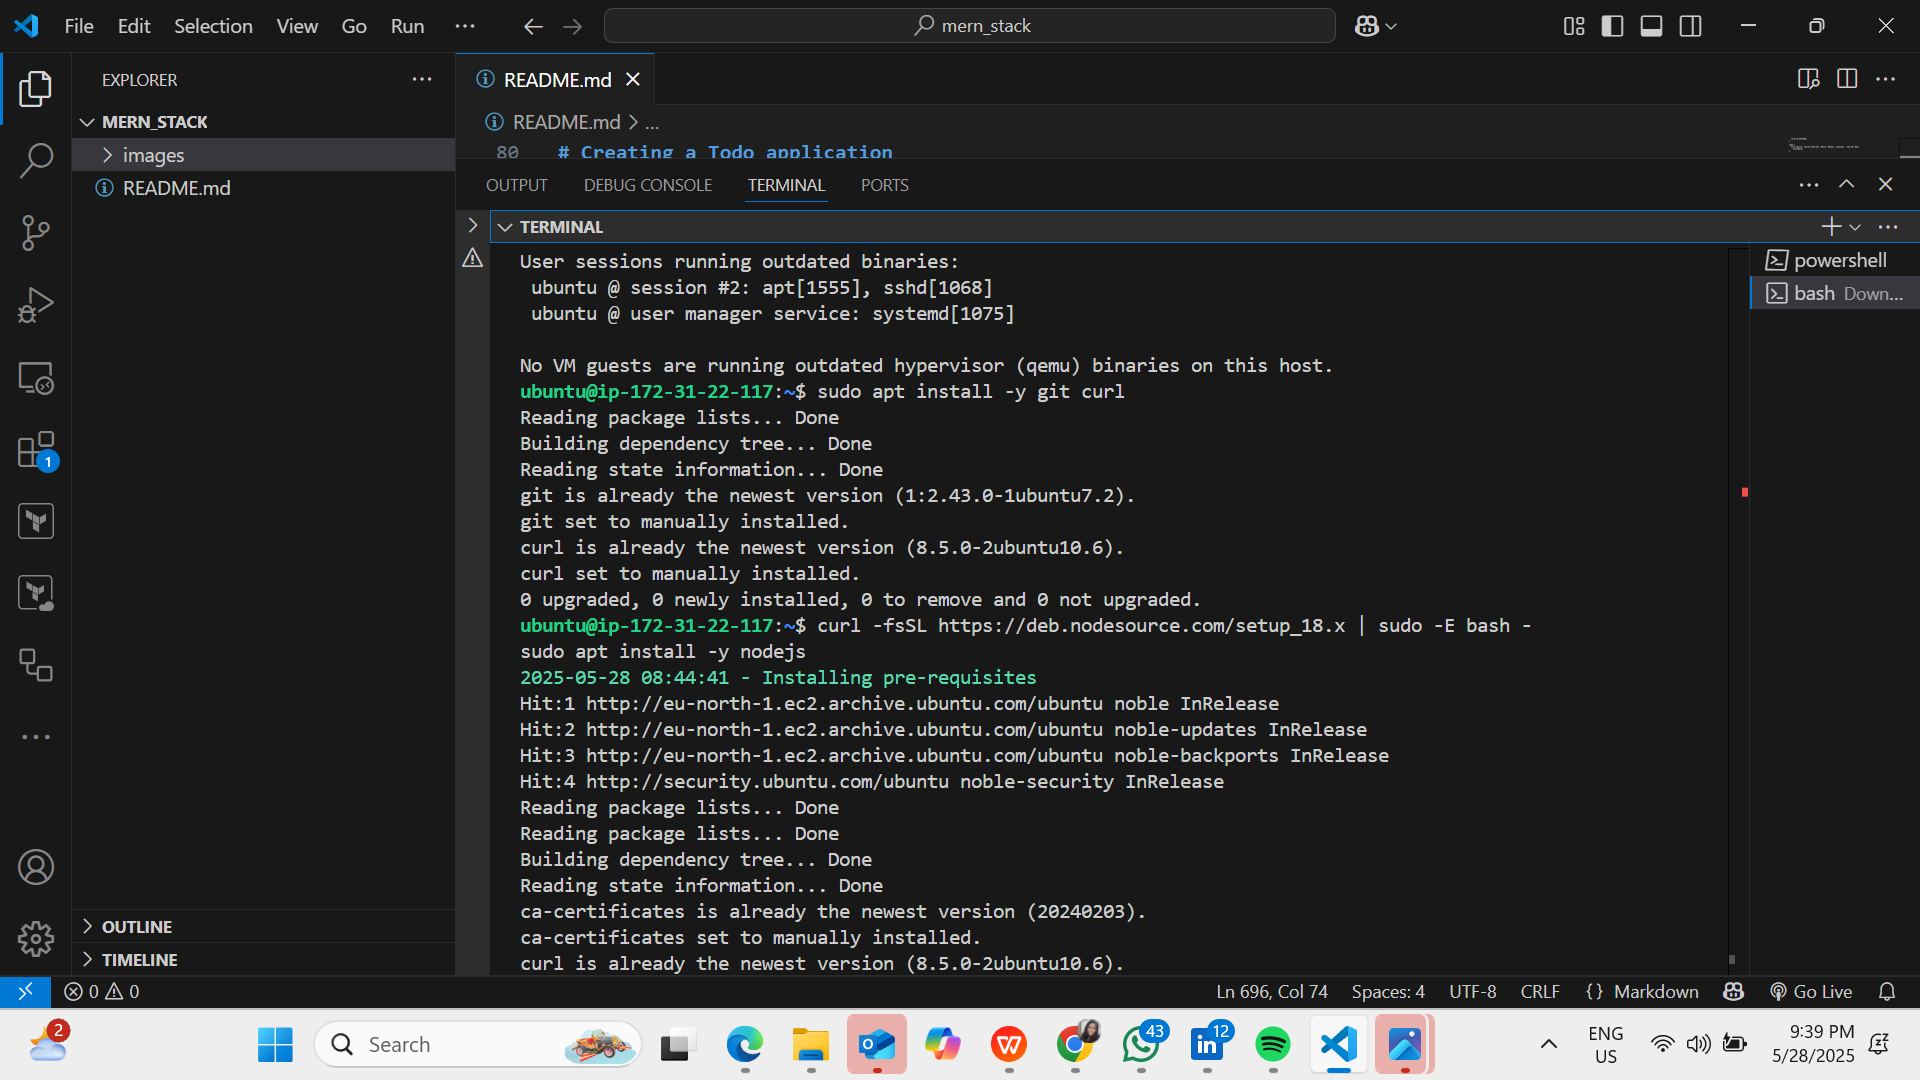 File Edit Selection View Go Run ···
mern_stack
EXPLORER
MERN_STACK
images
README.md
OUTLINE
TIMELINE
1
README.md
README.md > ...
80 # Creating a Todo application
OUTPUT DEBUG CONSOLE TERMINAL PORTS
TERMINAL
powershell
bash Down...
User sessions running outdated binaries:
ubuntu @ session #2: apt[1555], sshd[1068]
ubuntu @ user manager service: systemd[1075]
No VM guests are running outdated hypervisor (qemu) binaries on this host.
ubuntu@ip-172-31-22-117:~$ sudo apt install -y git curl
Reading package lists... Done
Building dependency tree... Done
Reading state information... Done
git is already the newest version (1:2.43.0-1ubuntu7.2).
git set to manually installed.
curl is already the newest version (8.5.0-2ubuntu10.6).
curl set to manually installed.
0 upgraded, 0 newly installed, 0 to remove and 0 not upgraded.
ubuntu@ip-172-31-22-117:~$ curl -fsSL https://deb.nodesource.com/setup_18.x | sudo -E bash -
sudo apt install -y nodejs
2025-05-28 08:44:41 - Installing pre-requisites
Hit:1 http://eu-north-1.ec2.archive.ubuntu.com/ubuntu noble InRelease
Hit:2 http://eu-north-1.ec2.archive.ubuntu.com/ubuntu noble-updates InRelease
Hit:3 http://eu-north-1.ec2.archive.ubuntu.com/ubuntu noble-backports InRelease
Hit:4 http://security.ubuntu.com/ubuntu noble-security InRelease
Reading package lists... Done
Reading package lists... Done
Building dependency tree... Done
Reading state information... Done
ca-certificates is already the newest version (20240203).
ca-certificates set to manually installed.
curl is already the newest version (8.5.0-2ubuntu10.6).
0 0 Ln 696, Col 74 Spaces: 4 UTF-8 CRLF {} Markdown Go Live
2 Search 43 12 ENG US 9:39 PM 5/28/2025